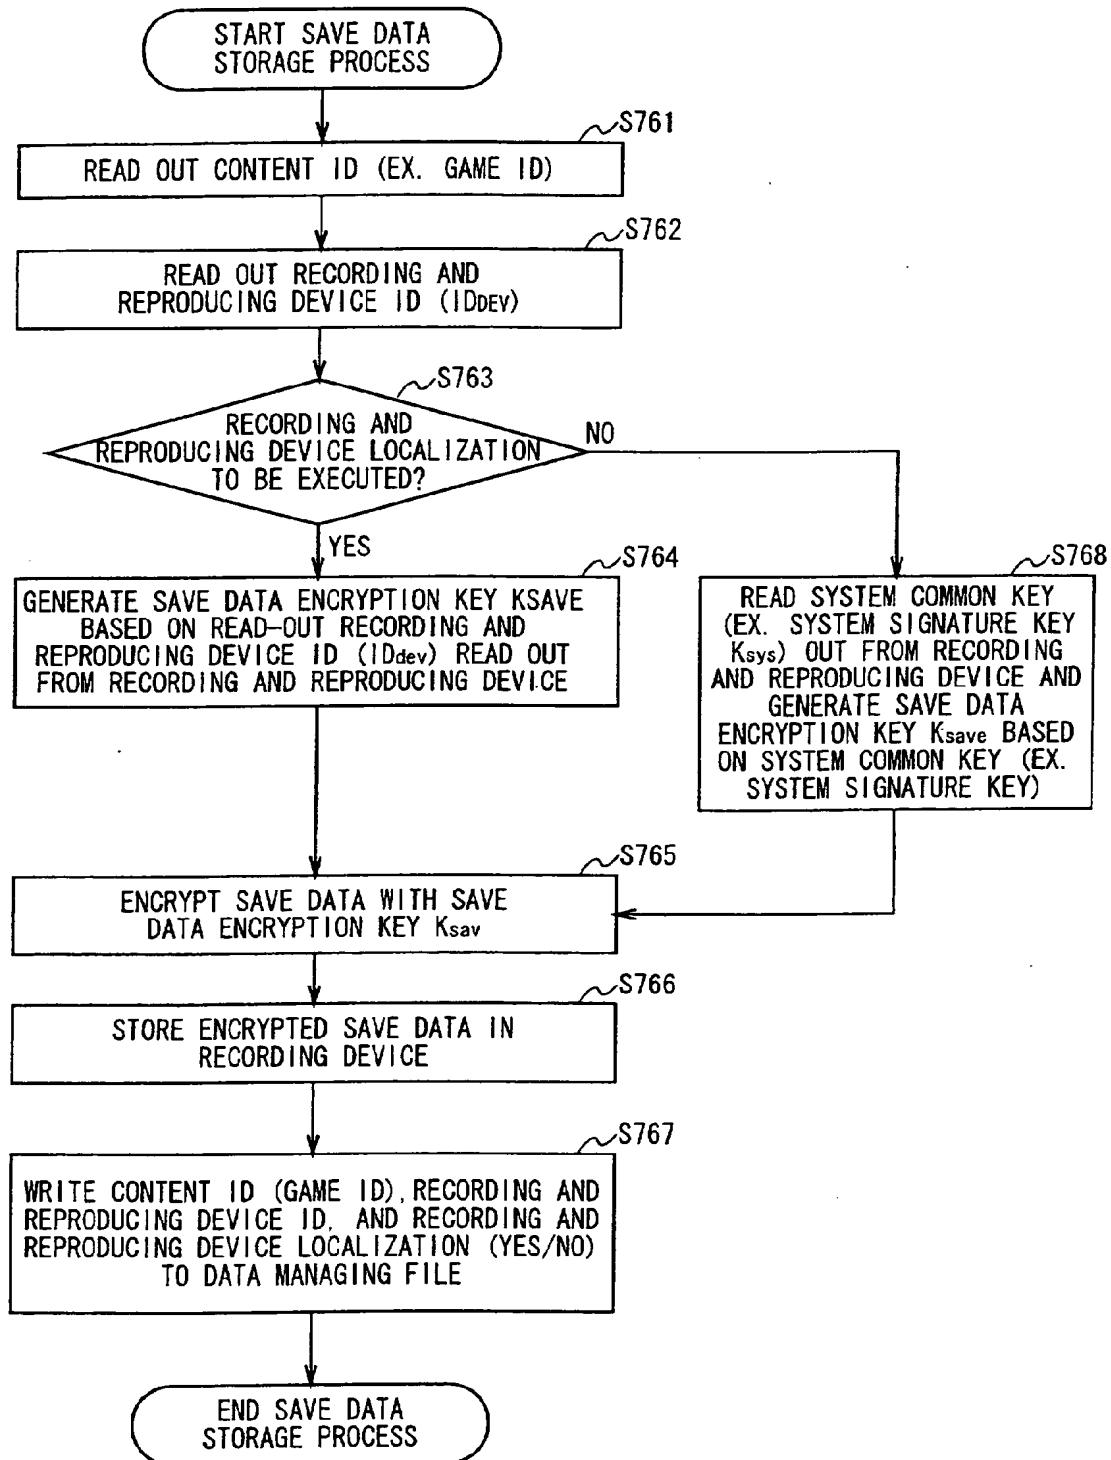 START SAVE DATA
STORAGE PROCESS
S761
READ OUT CONTENT ID (EX. GAME ID)
S762
READ OUT RECORDING AND
REPRODUCING DEVICE ID (IDDEV)
S763
RECORDING AND
REPRODUCING DEVICE LOCALIZATION
TO BE EXECUTED?
NO
YES
S764
GENERATE SAVE DATA ENCRYPTION KEY KSAVE
BASED ON READ-OUT RECORDING AND
REPRODUCING DEVICE ID (IDdev) READ OUT
FROM RECORDING AND REPRODUCING DEVICE
S768
READ SYSTEM COMMON KEY
(EX. SYSTEM SIGNATURE KEY
Ksys) OUT FROM RECORDING
AND REPRODUCING DEVICE AND
GENERATE SAVE DATA
ENCRYPTION KEY Ksave BASED
ON SYSTEM COMMON KEY (EX.
SYSTEM SIGNATURE KEY)
S765
ENCRYPT SAVE DATA WITH SAVE
DATA ENCRYPTION KEY Ksav
S766
STORE ENCRYPTED SAVE DATA IN
RECORDING DEVICE
S767
WRITE CONTENT ID (GAME ID), RECORDING AND
REPRODUCING DEVICE ID, AND RECORDING AND
REPRODUCING DEVICE LOCALIZATION (YES/NO)
TO DATA MANAGING FILE
END SAVE DATA
STORAGE PROCESS